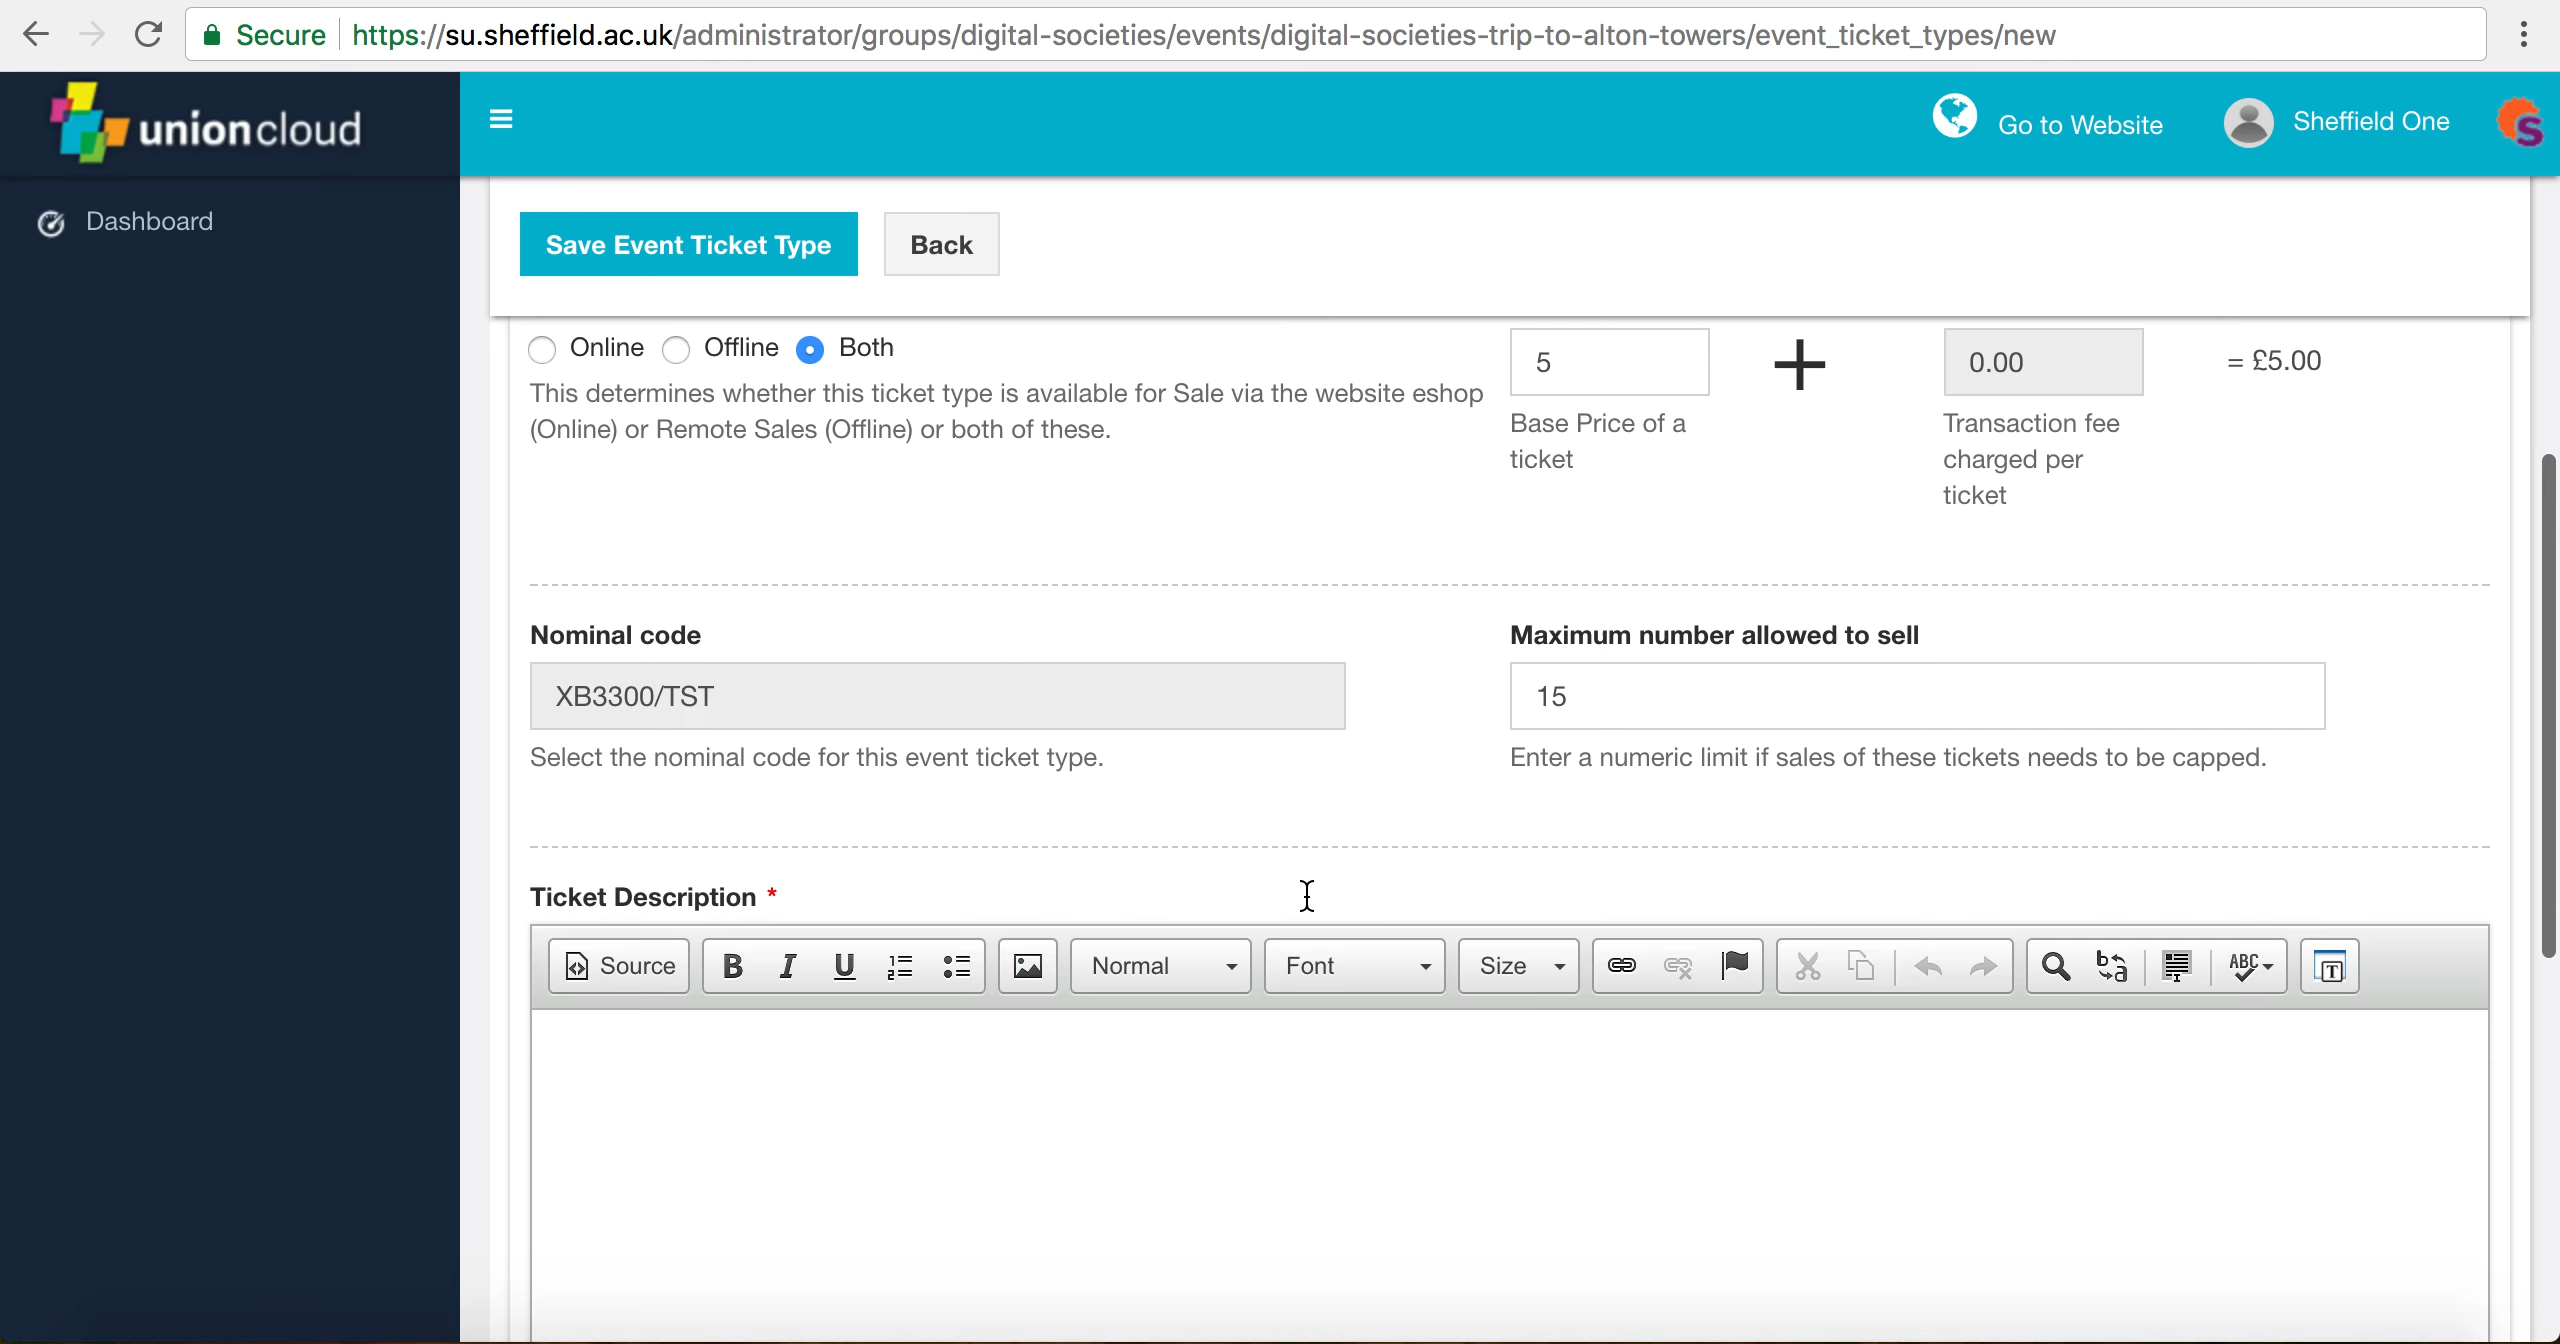 Secure https://su.sheffield.ac.uk/administrator/groups/digital-societies/events/digital-societies-trip-to-alton-towers/event_ticket_types/new
unioncloud
Go to Website
Sheffield One
S
Dashboard
Save Event Ticket Type
Back
Online Offline Both
This determines whether this ticket type is available for Sale via the website eshop
(Online) or Remote Sales (Offline) or both of these.
5 + 0.00 = £5.00
Base Price of a
ticket
Transaction fee
charged per
ticket
Nominal code
XB3300/TST
Select the nominal code for this event ticket type.
Maximum number allowed to sell
15
Enter a numeric limit if sales of these tickets needs to be capped.
Ticket Description *
Source B I U Normal Font Size ABC T